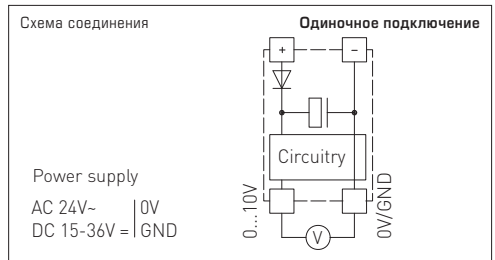 Схема соединения
Одиночное подключение
+ −
Circuitry
Power supply
AC 24V~ 0V
DC 15-36V = GND
0...10V
0V/GND
V